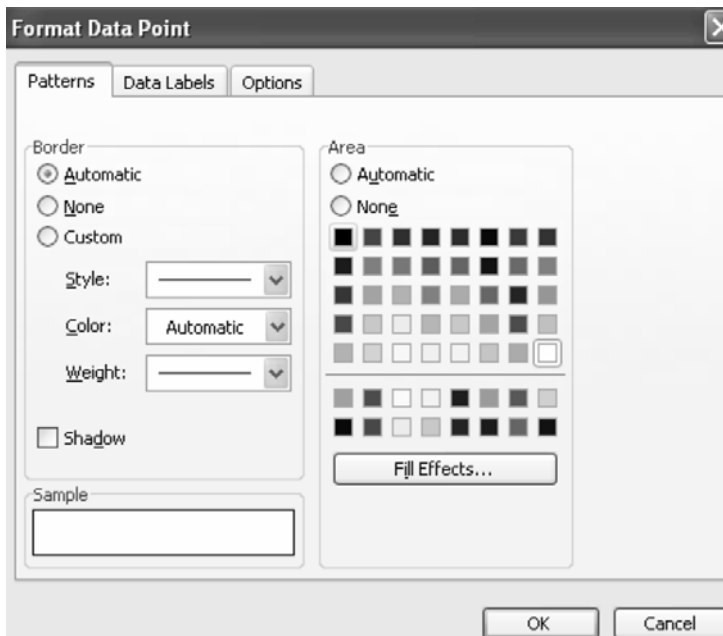 Format Data Point
Patterns Data Labels Options
Border
Automatic
None
Custom
Style:
Color: Automatic
Weight:
Shadow
Sample
Area
Automatic
None
Fill Effects...
OK Cancel